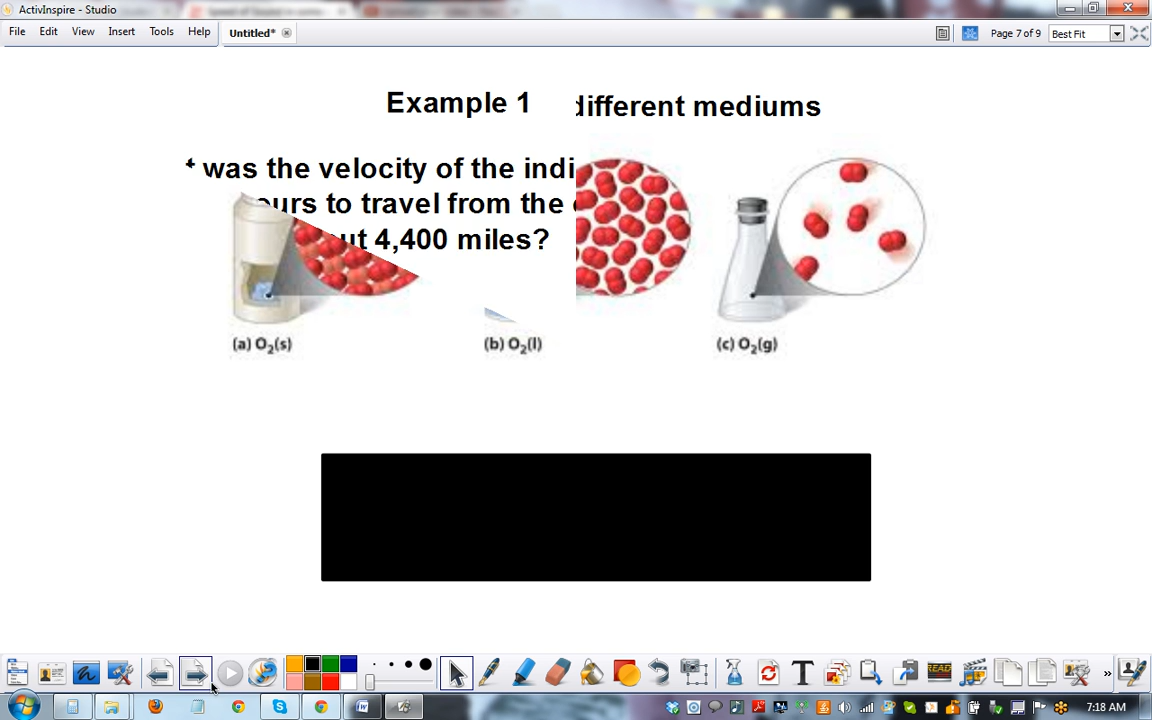 ActivInspire - Studio
File Edit View Insert Tools Help Untitled* Page 7 of 9 Best Fit
Example 1 different mediums
was the velocity of the indi
urs to travel from the
ut 4,400 miles?
(a) O₂(s) (b) O₂(l) (c) O₂(g)
T READ »
7:18 AM